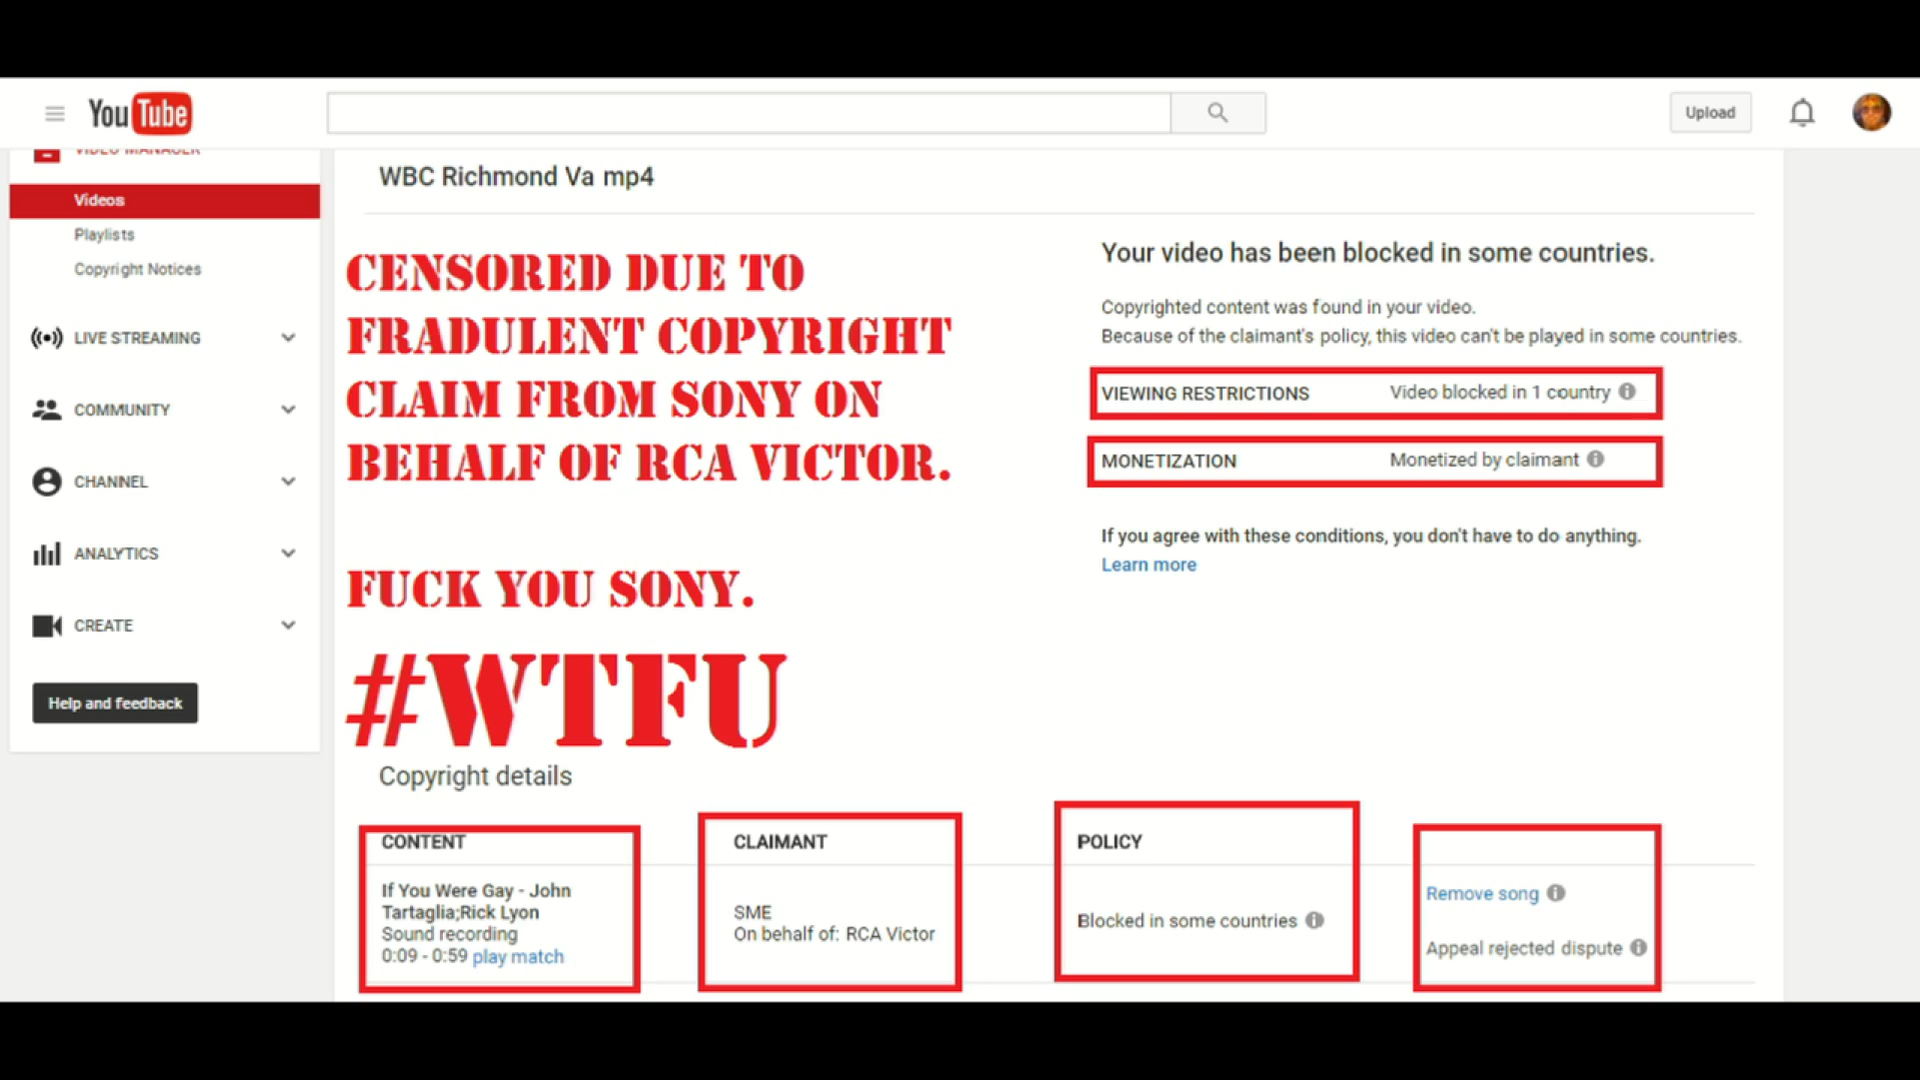 YouTube
Upload
VIDEO MANAGER
Videos
Playlists
Copyright Notices
LIVE STREAMING
COMMUNITY
CHANNEL
ANALYTICS
CREATE
Help and feedback
WBC Richmond Va mp4
CENSORED DUE TO
FRADULENT COPYRIGHT
CLAIM FROM SONY ON
BEHALF OF RCA VICTOR.
FUCK YOU SONY.
#WTFU
Your video has been blocked in some countries.
Copyrighted content was found in your video.
Because of the claimant's policy, this video can't be played in some countries.
VIEWING RESTRICTIONS Video blocked in 1 country
MONETIZATION Monetized by claimant
If you agree with these conditions, you don't have to do anything.
Learn more
Copyright details
CONTENT
If You Were Gay - John
Tartaglia;Rick Lyon
Sound recording
0:09 - 0:59 play match
CLAIMANT
SME
On behalf of: RCA Victor
POLICY
Blocked in some countries
Remove song
Appeal rejected dispute